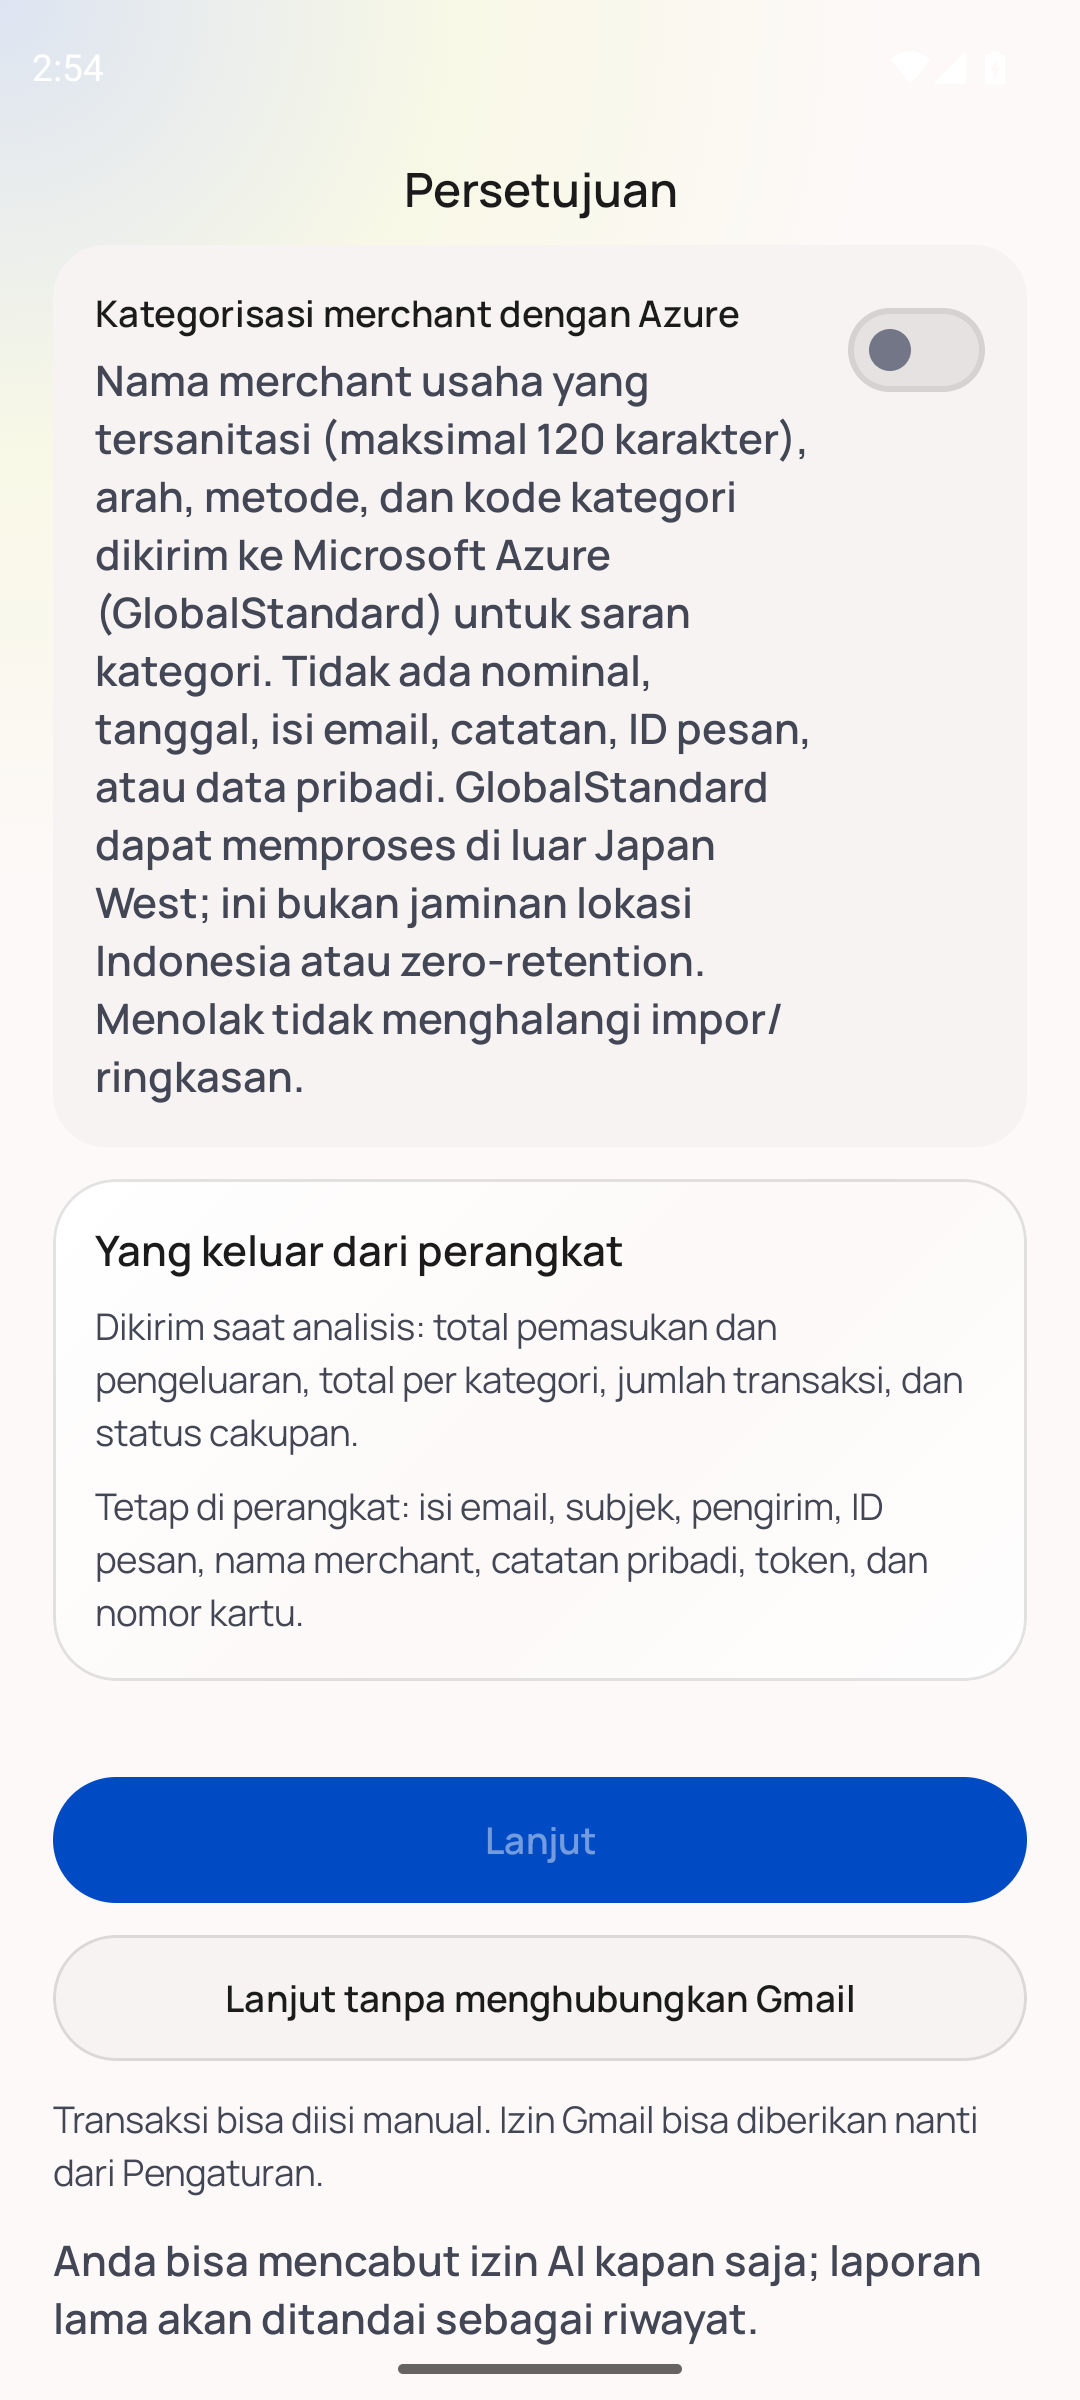 2:54
Persetujuan
Kategorisasi merchant dengan Azure
Nama merchant usaha yang
tersanitasi (maksimal 120 karakter),
arah, metode, dan kode kategori
dikirim ke Microsoft Azure
(GlobalStandard) untuk saran
kategori. Tidak ada nominal,
tanggal, isi email, catatan, ID pesan,
atau data pribadi. GlobalStandard
dapat memproses di luar Japan
West; ini bukan jaminan lokasi
Indonesia atau zero-retention.
Menolak tidak menghalangi impor/
ringkasan.
Yang keluar dari perangkat
Dikirim saat analisis: total pemasukan dan
pengeluaran, total per kategori, jumlah transaksi, dan
status cakupan.
Tetap di perangkat: isi email, subjek, pengirim, ID
pesan, nama merchant, catatan pribadi, token, dan
nomor kartu.
Lanjut
Lanjut tanpa menghubungkan Gmail
Transaksi bisa diisi manual. Izin Gmail bisa diberikan nanti
dari Pengaturan.
Anda bisa mencabut izin AI kapan saja; laporan
lama akan ditandai sebagai riwayat.